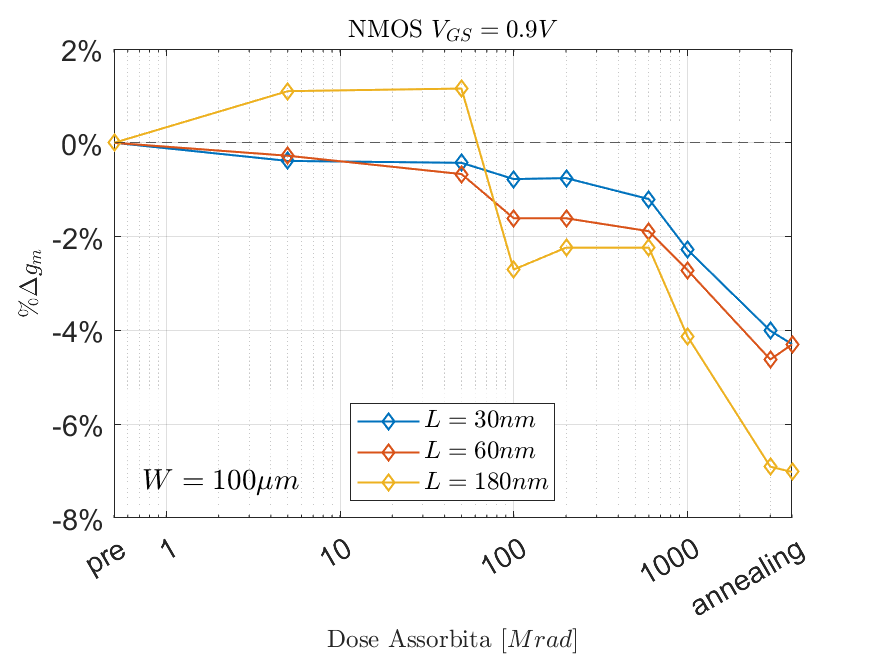 NMOS V_{GS} = 0.9V
2%
0%
-2%
-4%
-6%
-8%
%Δg_m
L = 30nm
L = 60nm
L = 180nm
W = 100μm
pre 1 10 100 1000 annealing
Dose Assorbita [Mrad]